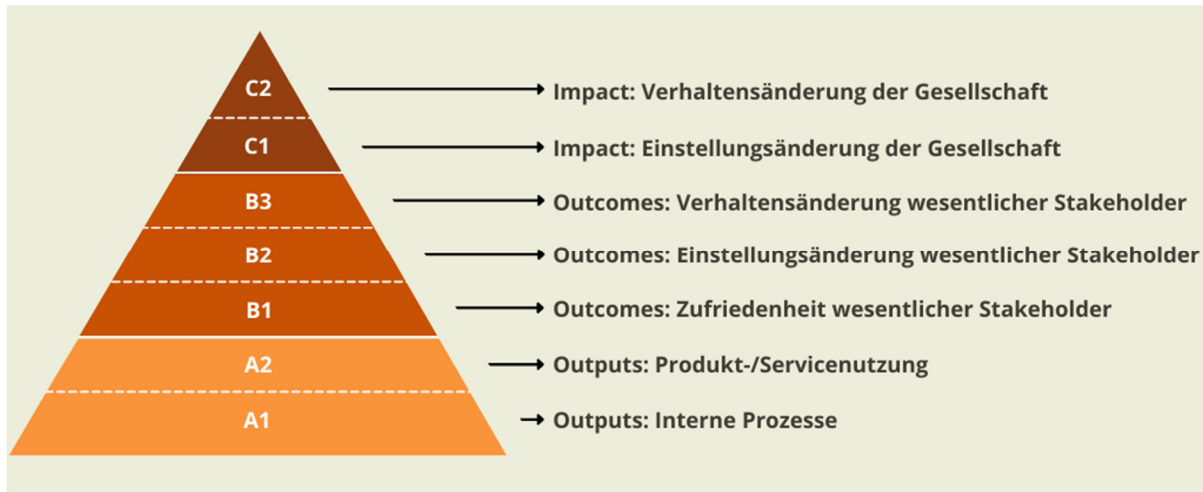 C2 Impact: Verhaltensänderung der Gesellschaft
C1 Impact: Einstellungsänderung der Gesellschaft
B3 Outcomes: Verhaltensänderung wesentlicher Stakeholder
B2 Outcomes: Einstellungsänderung wesentlicher Stakeholder
B1 Outcomes: Zufriedenheit wesentlicher Stakeholder
A2 Outputs: Produkt-/Servicenutzung
A1 Outputs: Interne Prozesse